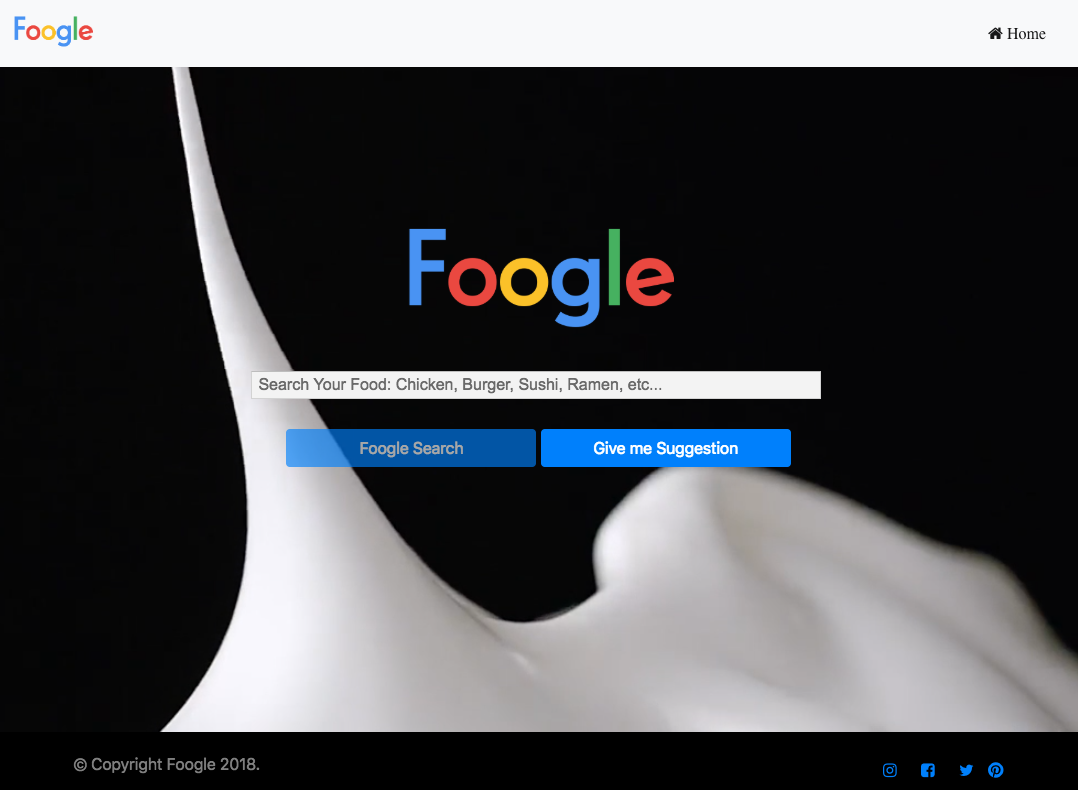 Foogle
Home
Foogle
Search Your Food: Chicken, Burger, Sushi, Ramen, etc...
Foogle Search
Give me Suggestion
© Copyright Foogle 2018.